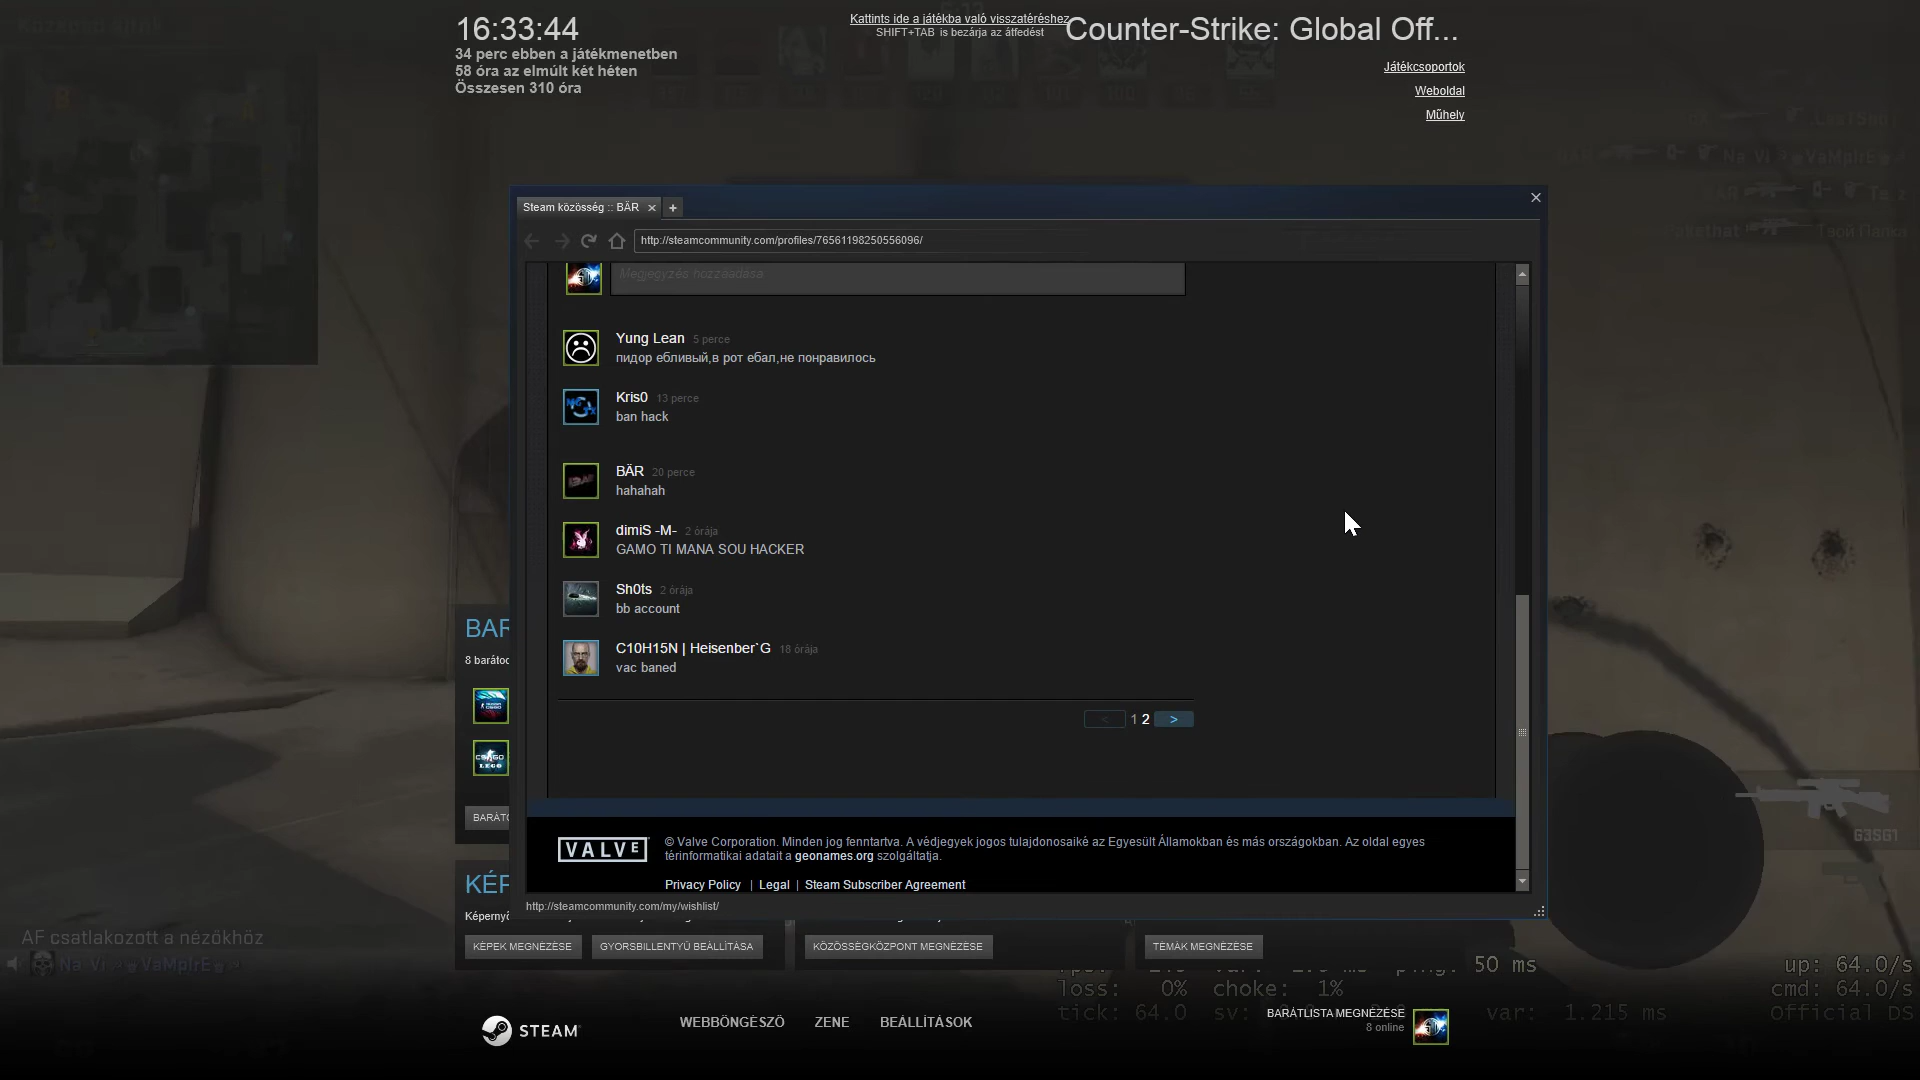 16:33:44
34 perc ebben a játékmenetben
58 óra az elmúlt két héten
Összesen 310 óra
Kattints ide a játékba való visszatéréshez
SHIFT+TAB is bezárja az átfedést
Counter-Strike: Global Off...
Játékcsoportok
Weboldal
Műhely
Steam közösség :: BÄR
http://steamcommunity.com/profiles/76561198250556096/
Megjegyzés hozzáadása
Yung Lean 5 perce
пидор ебливый,в рот ебал,не понравилось
Kris0 13 perce
ban hack
BÄR 20 perce
hahahah
dimiS -M- 2 órája
GAMO TI MANA SOU HACKER
Sh0ts 2 órája
bb account
C10H15N | Heisenber`G 18 órája
vac baned
< 1 2 >
BAR
8 baráto
BARÁT
VALVE
© Valve Corporation. Minden jog fenntartva. A védjegyek jogos tulajdonosaiké az Egyesült Államokban és más országokban. Az oldal egyes
térinformatikai adatait a geonames.org szolgáltatja.
Privacy Policy | Legal | Steam Subscriber Agreement
http://steamcommunity.com/my/wishlist/
KÉP
Képerny
KÉPEK MEGNÉZÉSE
GYORSBILLENTYŰ BEÁLLÍTÁSA
KÖZÖSSÉGKÖZPONT MEGNÉZÉSE
TÉMÁK MEGNÉZÉSE
AF csatlakozott a nézőkhöz
Na Vi VaMpIrE
G3SG1
50 ms
up: 64.0/s
loss: 0% choke: 1%
cmd: 64.0/s
tick: 64.0 sv:
var: 1.215 ms
Official DS
STEAM
WEBBÖNGÉSZŐ
ZENE
BEÁLLÍTÁSOK
BARÁTLISTA MEGNÉZÉSE
8 online